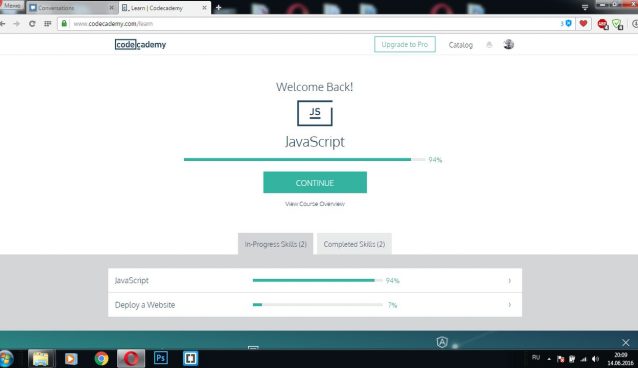 Меню
Conversations
Learn | Codecademy
www.codecademy.com/learn
3
codecademy
Upgrade to Pro
Catalog
Welcome Back!
JS
JavaScript
94%
CONTINUE
View Course Overview
In-Progress Skills (2)
Completed Skills (2)
JavaScript
94%
Deploy a Website
7%
Ps
RU
20:09
14.06.2016